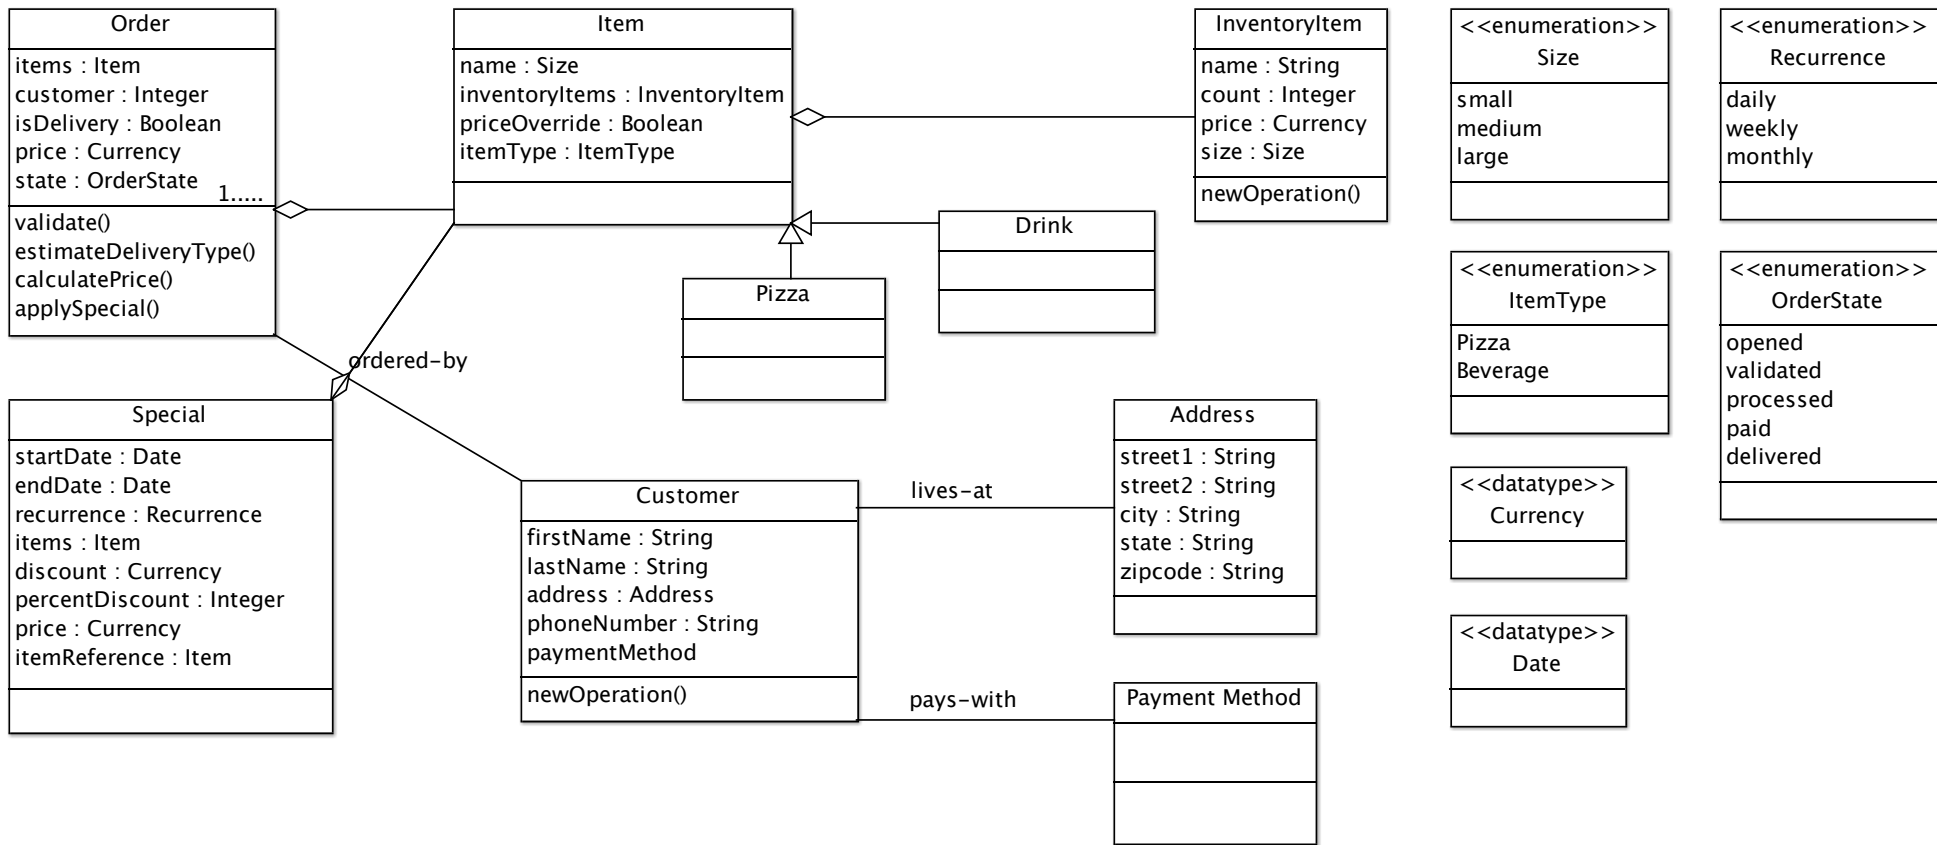 Order
items : Item
customer : Integer
isDelivery : Boolean
price : Currency
state : OrderState
1.....
validate()
estimateDeliveryType()
calculatePrice()
applySpecial()
Item
name : Size
inventoryItems : InventoryItem
priceOverride : Boolean
itemType : ItemType
InventoryItem
name : String
count : Integer
price : Currency
size : Size
newOperation()
<<enumeration>>
Size
small
medium
large
<<enumeration>>
Recurrence
daily
weekly
monthly
Drink
Pizza
<<enumeration>>
ItemType
Pizza
Beverage
<<enumeration>>
OrderState
opened
validated
processed
paid
delivered
ordered-by
Special
startDate : Date
endDate : Date
recurrence : Recurrence
items : Item
discount : Currency
percentDiscount : Integer
price : Currency
itemReference : Item
Customer
firstName : String
lastName : String
address : Address
phoneNumber : String
paymentMethod
newOperation()
lives-at
Address
street1 : String
street2 : String
city : String
state : String
zipcode : String
pays-with
Payment Method
<<datatype>>
Currency
<<datatype>>
Date